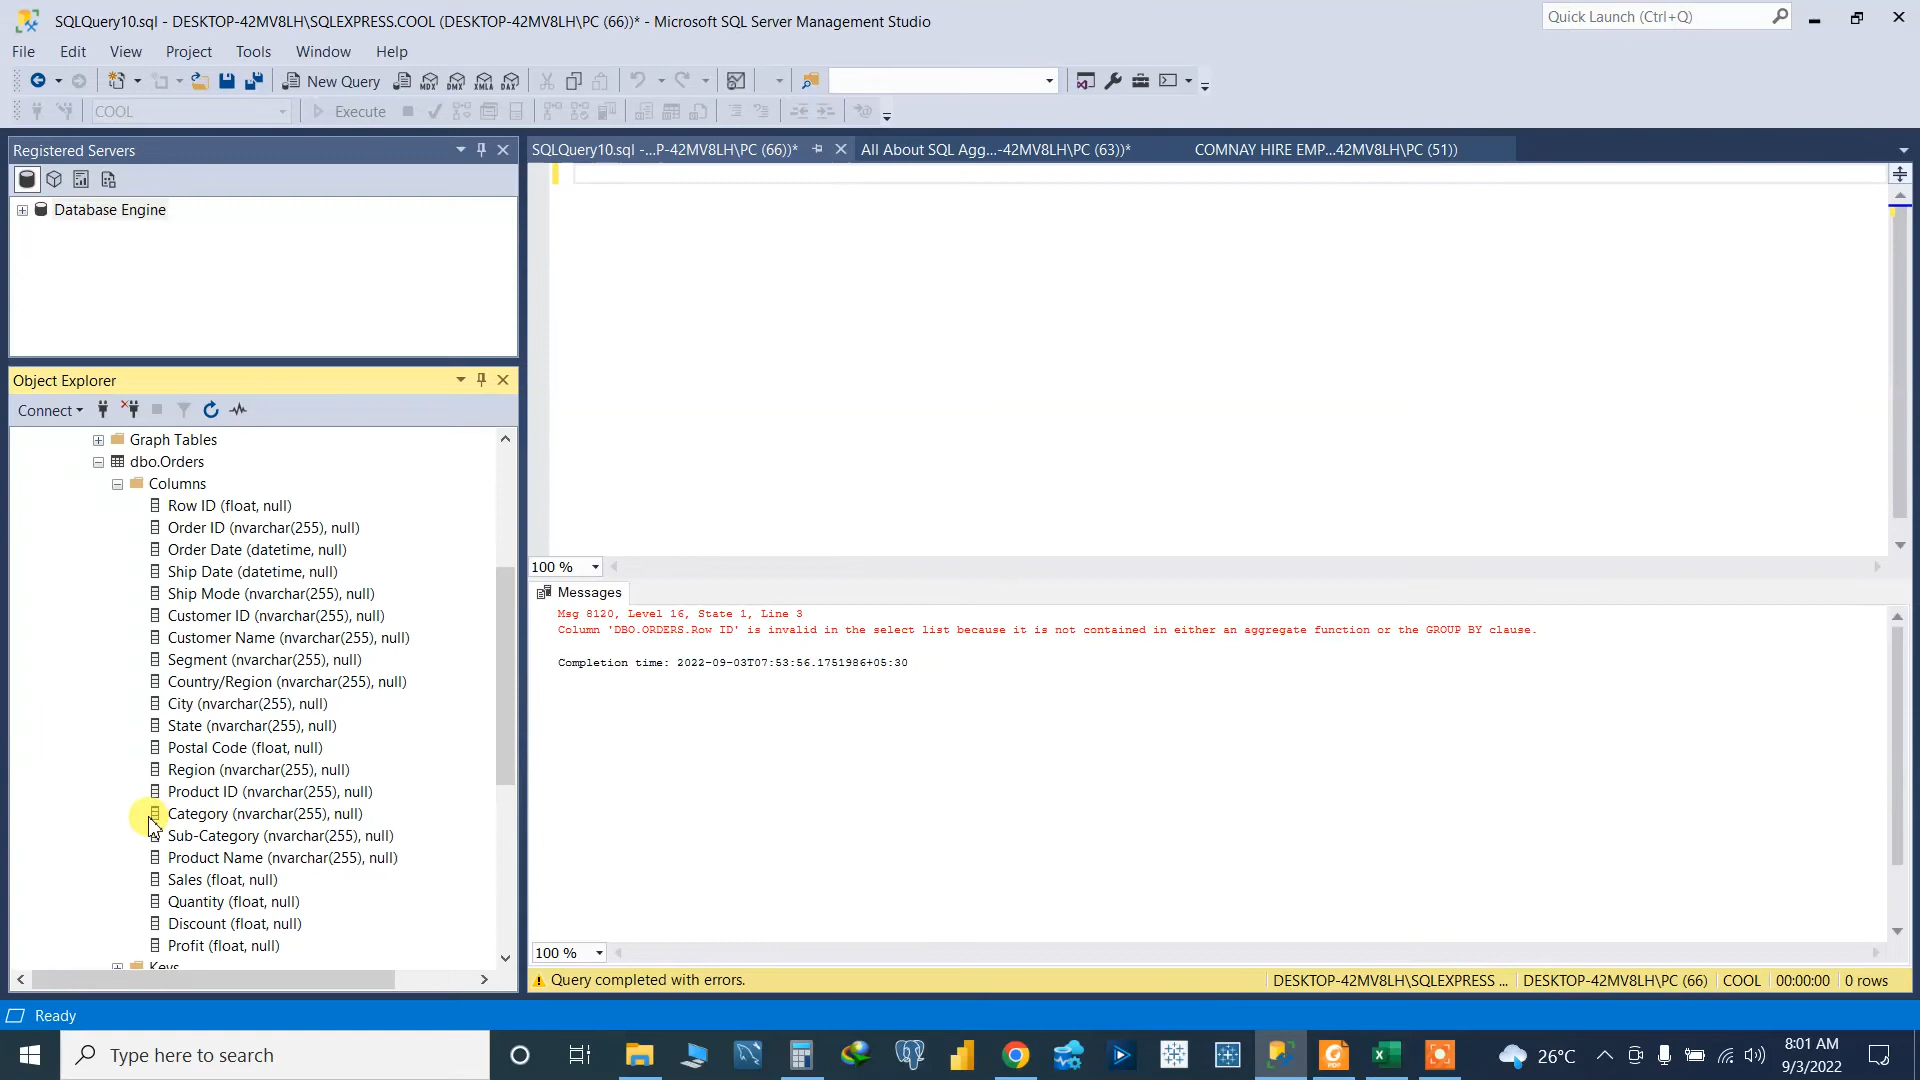 SQLQuery10.sql - DESKTOP-42MV8LH\SQLEXPRESS.COOL (DESKTOP-42MV8LH\PC (66))* - Microsoft SQL Server Management Studio
Quick Launch (Ctrl+Q)
File Edit View Project Tools Window Help
New Query
MDX DMX XMLA DAX
COOL
Execute
Registered Servers
SQLQuery10.sql -...P-42MV8LH\PC (66))*
All About SQL Agg...-42MV8LH\PC (63))*
COMNAY HIRE EMP...42MV8LH\PC (51))
Database Engine
Object Explorer
Connect
Graph Tables
dbo.Orders
Columns
Row ID (float, null)
Order ID (nvarchar(255), null)
Order Date (datetime, null)
Ship Date (datetime, null)
Ship Mode (nvarchar(255), null)
Customer ID (nvarchar(255), null)
Customer Name (nvarchar(255), null)
Segment (nvarchar(255), null)
Country/Region (nvarchar(255), null)
City (nvarchar(255), null)
State (nvarchar(255), null)
Postal Code (float, null)
Region (nvarchar(255), null)
Product ID (nvarchar(255), null)
Category (nvarchar(255), null)
Sub-Category (nvarchar(255), null)
Product Name (nvarchar(255), null)
Sales (float, null)
Quantity (float, null)
Discount (float, null)
Profit (float, null)
Keys
100 %
Messages
Msg 8120, Level 16, State 1, Line 3
Column 'DBO.ORDERS.Row ID' is invalid in the select list because it is not contained in either an aggregate function or the GROUP BY clause.
Completion time: 2022-09-03T07:53:56.1751986+05:30
100 %
Query completed with errors.
DESKTOP-42MV8LH\SQLEXPRESS ...
DESKTOP-42MV8LH\PC (66)
COOL
00:00:00
0 rows
Ready
Type here to search
26°C
8:01 AM
9/3/2022